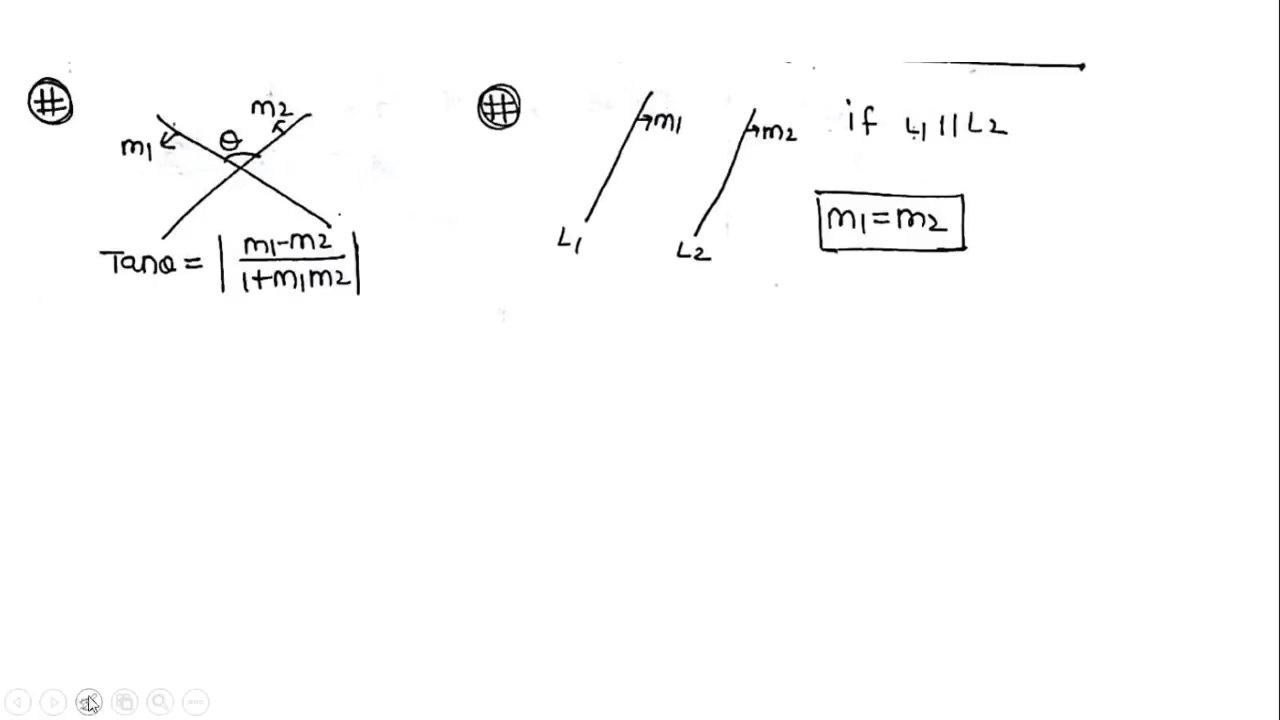 m2
m1
θ
Tanθ = | m1-m2 / 1+m1m2 |
m1
m2
L1
L2
if L1 || L2
m1 = m2